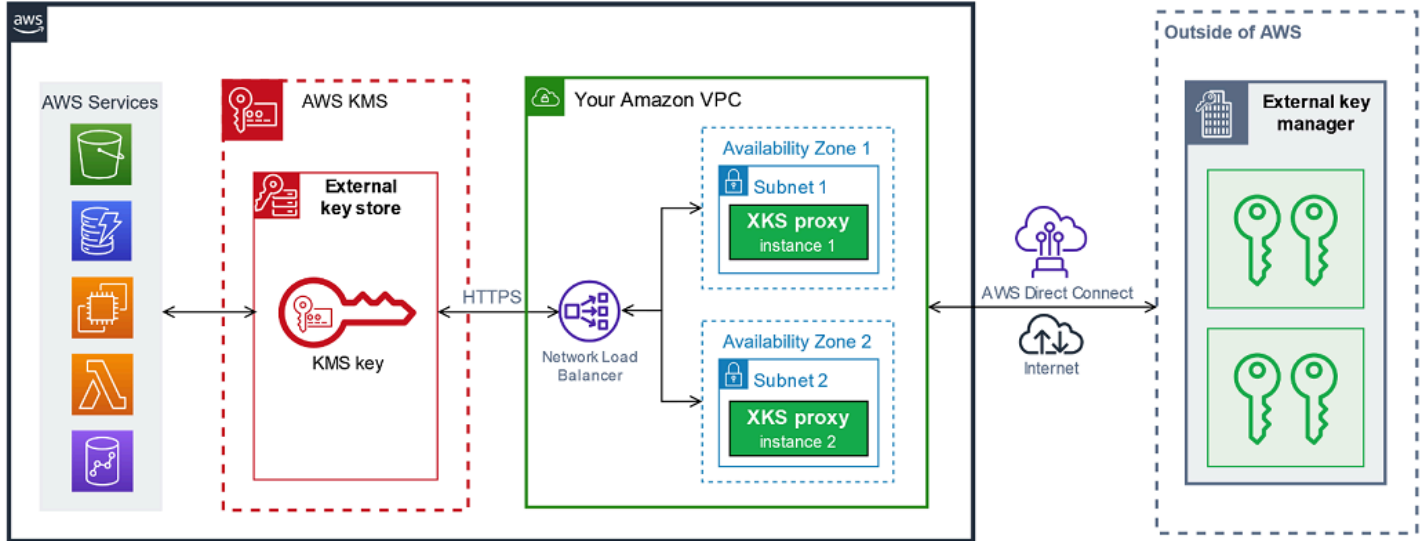 aws
Outside of AWS
AWS Services
AWS KMS
External
key store
KMS key
HTTPS
Your Amazon VPC
Network Load
Balancer
Availability Zone 1
Subnet 1
XKS proxy
instance 1
Availability Zone 2
Subnet 2
XKS proxy
instance 2
AWS Direct Connect
Internet
External key
manager